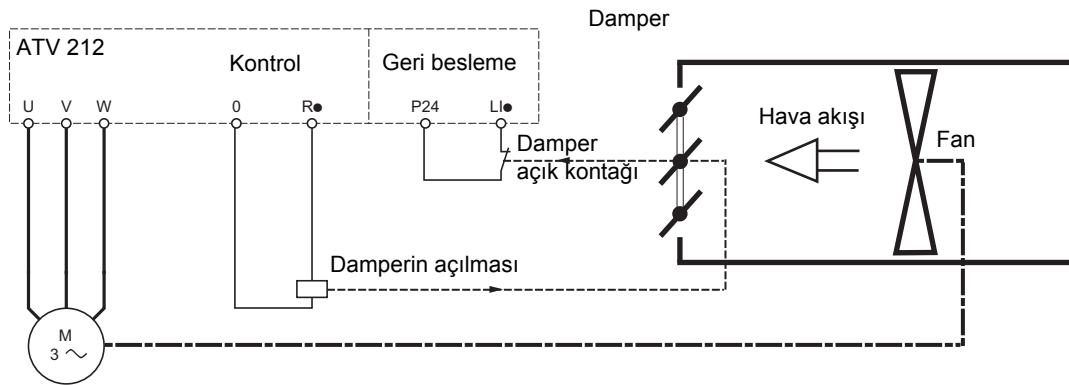 Damper
ATV 212
Kontrol
Geri besleme
U V W 0 R● P24 LI●
Damper
açık kontağı
Hava akışı
Fan
Damperin açılması
M
3 ~